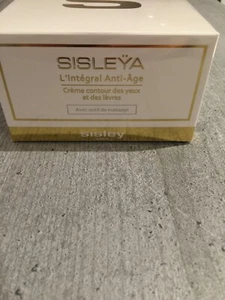 SISLEŸA
L'Intégral Anti-Âge
Crème contour des yeux
et des lèvres
sisley